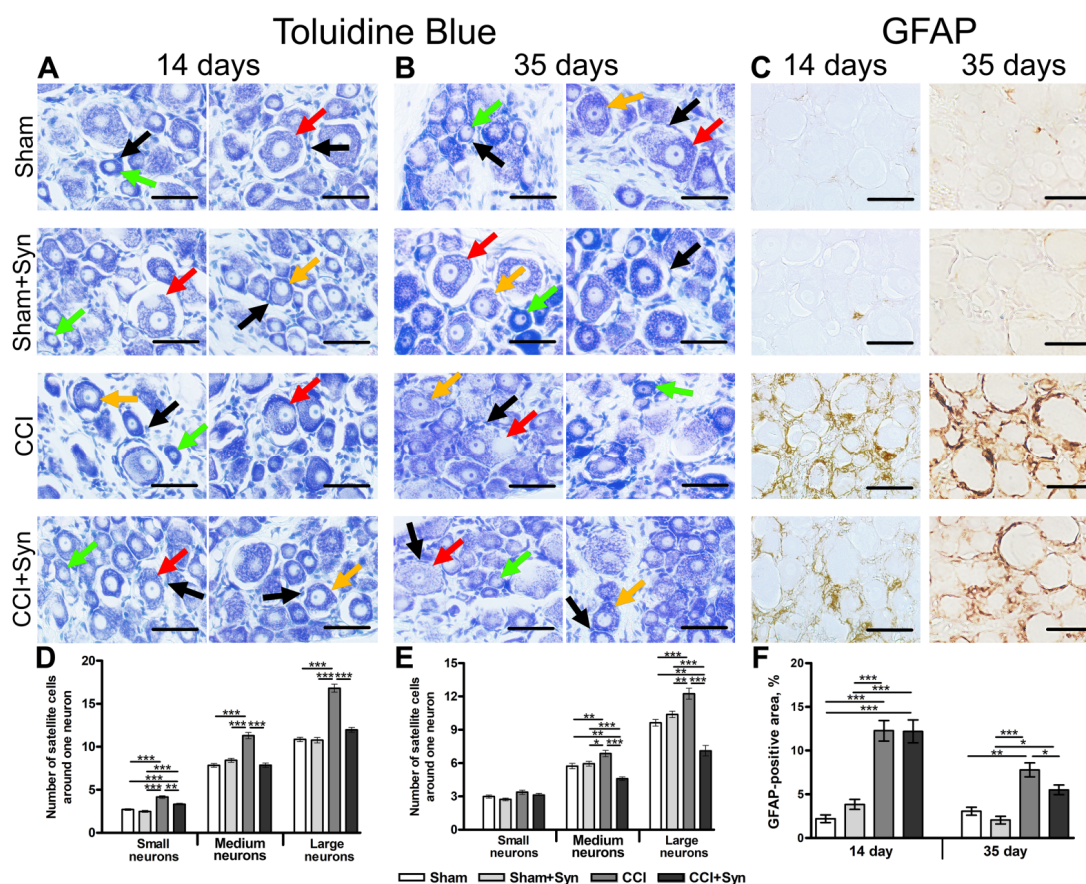 Toluidine Blue
GFAP
A 14 days
B 35 days
C 14 days 35 days
Sham
Sham+Syn
CCI
CCI+Syn
D
Number of satellite cells
around one neuron
20
15
10
5
0
***
***
***
***
***
**
***
***
***
***
***
***
Small
neurons
Medium
neurons
Large
neurons
E
Number of satellite cells
around one neuron
15
12
9
6
3
0
**
***
**
*
***
***
**
**
***
Small
neurons
Medium
neurons
Large
neurons
F
GFAP-positive area, %
20
15
10
5
0
***
***
***
***
***
*
**
*
14 day
35 day
Sham Sham+Syn CCI CCI+Syn